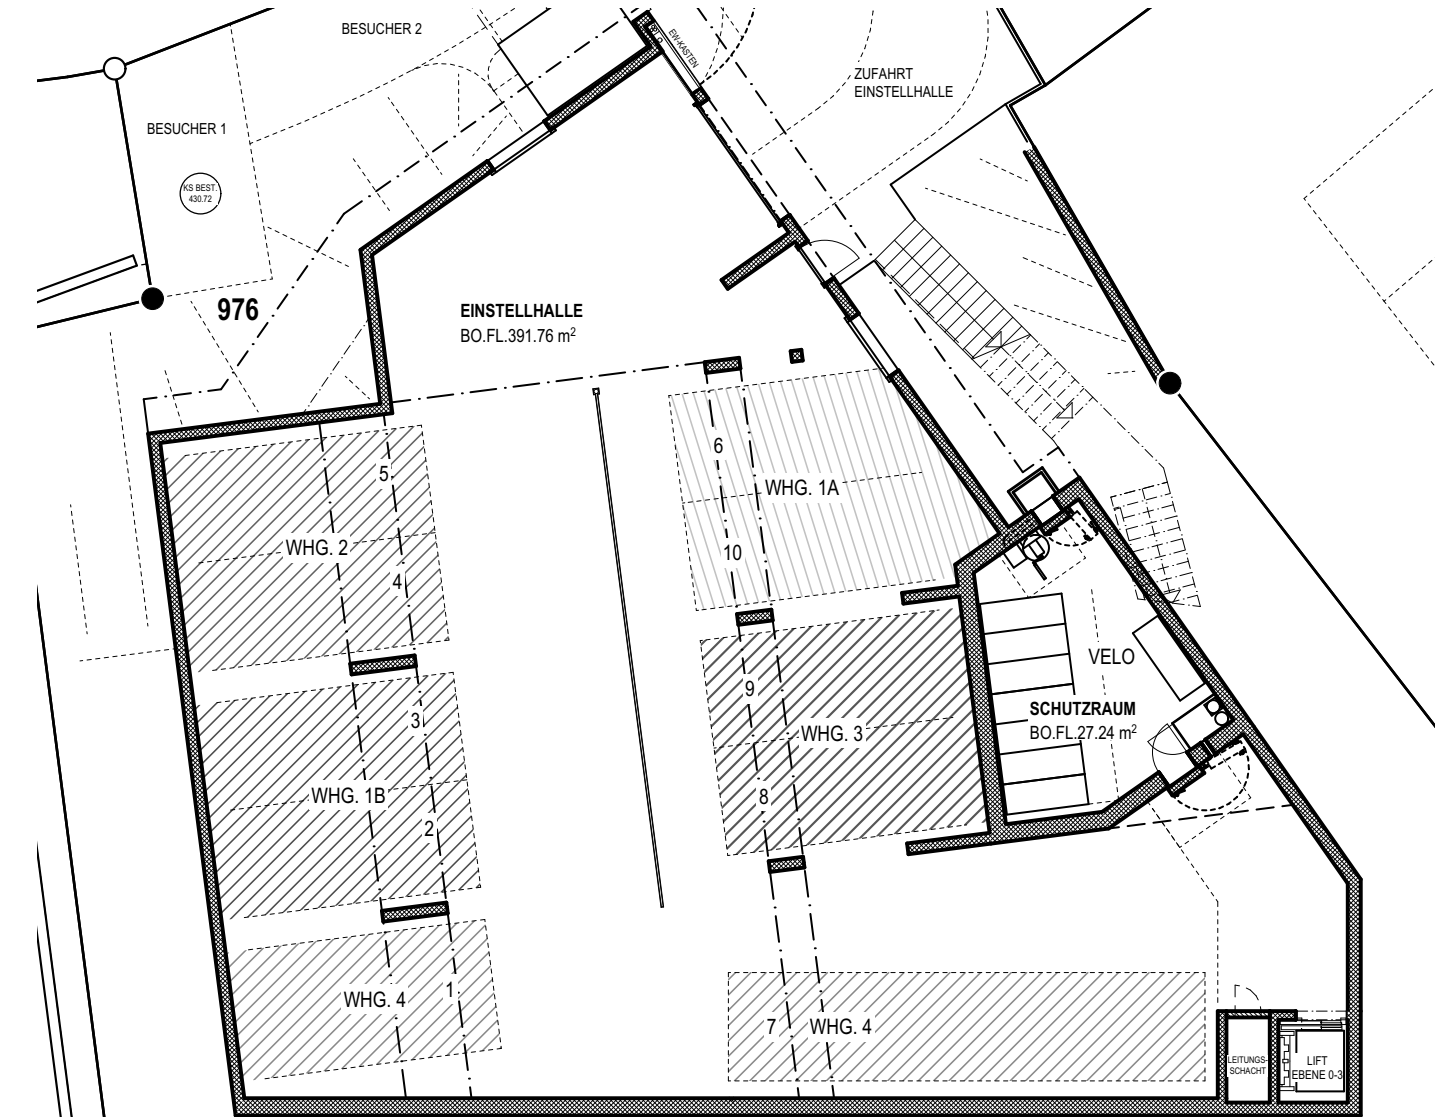 BESUCHER 2
EW-KASTEN
ZUFAHRT
EINSTELLHALLE
BESUCHER 1
KS BEST.
430.72
976
EINSTELLHALLE
BO.FL.391.76 m²
5
6
WHG. 1A
WHG. 2
4
10
VELO
9
SCHUTZRAUM
BO.FL.27.24 m²
3
WHG. 3
WHG. 1B
8
2
1
WHG. 4
7
WHG. 4
LEITUNGS-
SCHACHT
LIFT
EBENE 0-3